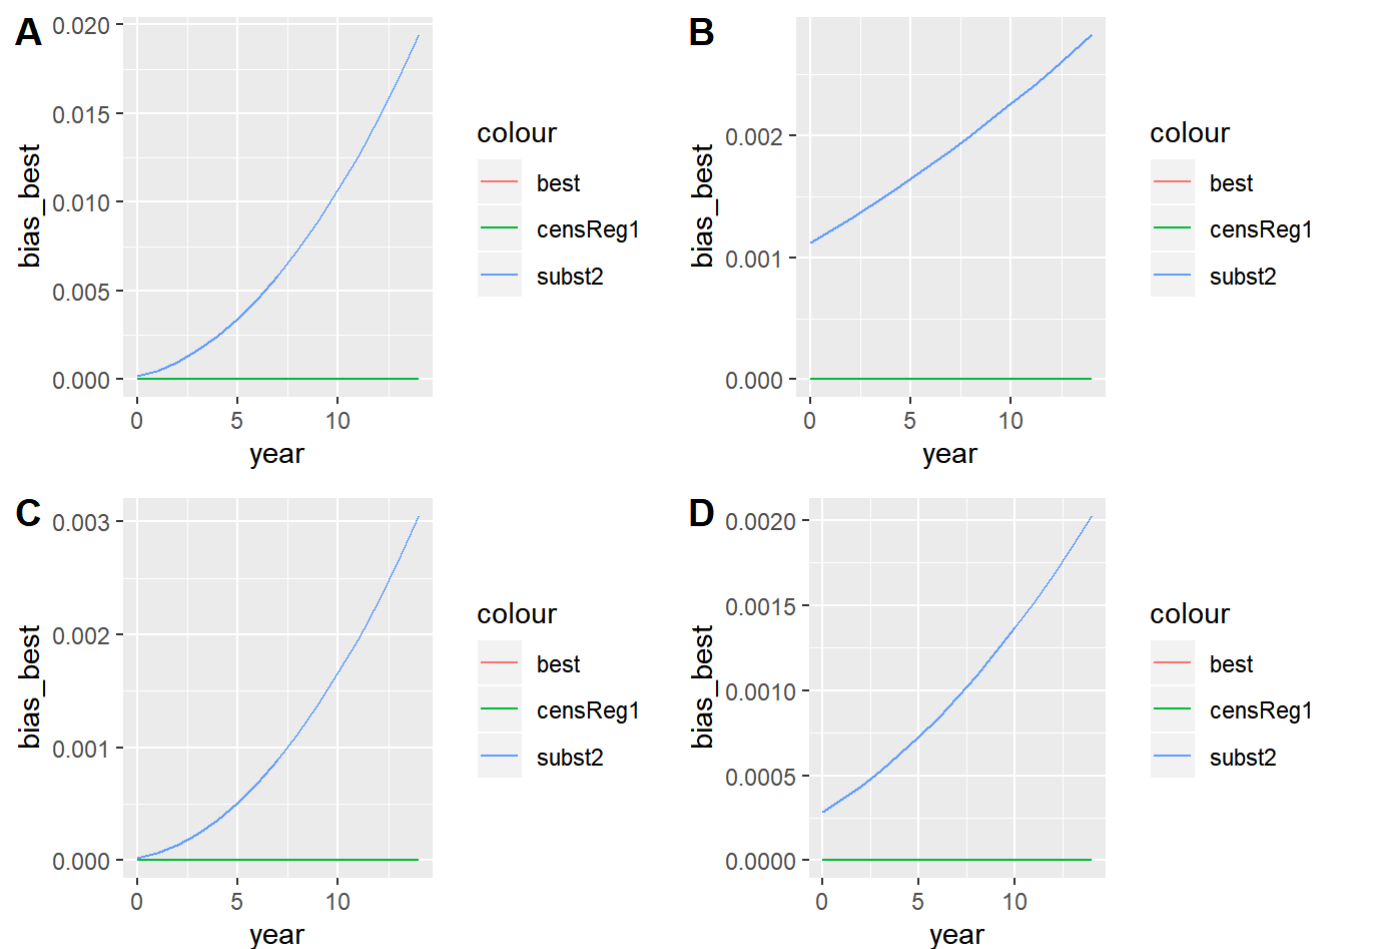 A
bias_best
0.020
0.015
0.010
0.005
0.000
0
5
10
year
colour
best
censReg1
subst2
B
bias_best
0.002
0.001
0.000
0
5
10
year
colour
best
censReg1
subst2
C
bias_best
0.003
0.002
0.001
0.000
0
5
10
year
colour
best
censReg1
subst2
D
bias_best
0.0020
0.0015
0.0010
0.0005
0.0000
0
5
10
year
colour
best
censReg1
subst2